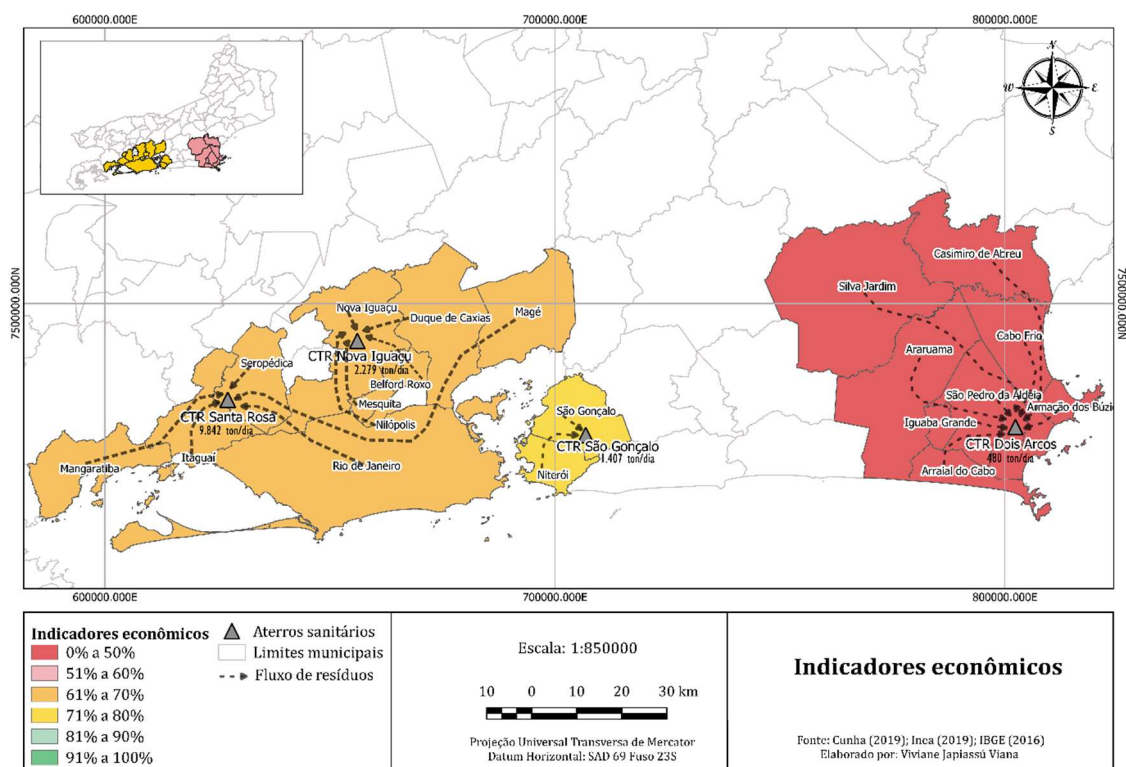 600000.000E
700000.000E
800000.000E
N
W
E
S
7500000.000N
7500000.000N
Casimiro de Abreu
Silva Jardim
Nova Iguaçu
Duque de Caxias
Magé
Cabo Frio
CTR Nova Iguaçu
2.279 ton/dia
Araruama
Seropédica
Belford Roxo
São Pedro da Aldeia
CTR Santa Rosa
9.842 ton/dia
Mesquita
Nilópolis
São Gonçalo
Armação dos Búzios
Iguaba Grande
CTR São Gonçalo
1.407 ton/dia
CTR Dois Arcos
480 ton/dia
Mangaratiba
Itaguaí
Rio de Janeiro
Niterói
Arraial do Cabo
600000.000E
700000.000E
800000.000E
Indicadores econômicos
0% a 50%
51% a 60%
61% a 70%
71% a 80%
81% a 90%
91% a 100%
Aterros sanitários
Limites municipais
Fluxo de resíduos
Escala: 1:850000
10 0 10 20 30 km
Projeção Universal Transversa de Mercator
Datum Horizontal: SAD 69 Fuso 23S
Indicadores econômicos
Fonte: Cunha (2019); Inca (2019); IBGE (2016)
Elaborado por: Viviane Japiassú Viana